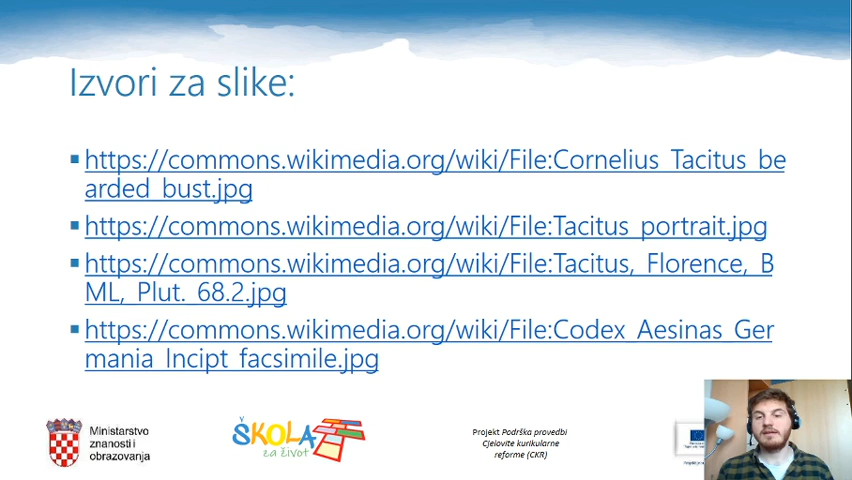 Izvori za slike:
https://commons.wikimedia.org/wiki/File:Cornelius_Tacitus_be
arded_bust.jpg
https://commons.wikimedia.org/wiki/File:Tacitus_portrait.jpg
https://commons.wikimedia.org/wiki/File:Tacitus,_Florence,_B
ML,_Plut._68.2.jpg
https://commons.wikimedia.org/wiki/File:Codex_Aesinas_Ger
mania_Incipt_facsimile.jpg
Ministarstvo
znanosti i
obrazovanja
ŠKOLA
za život
Projekt Podrška provedbi
Cjelovite kurikularne
reforme (CKR)